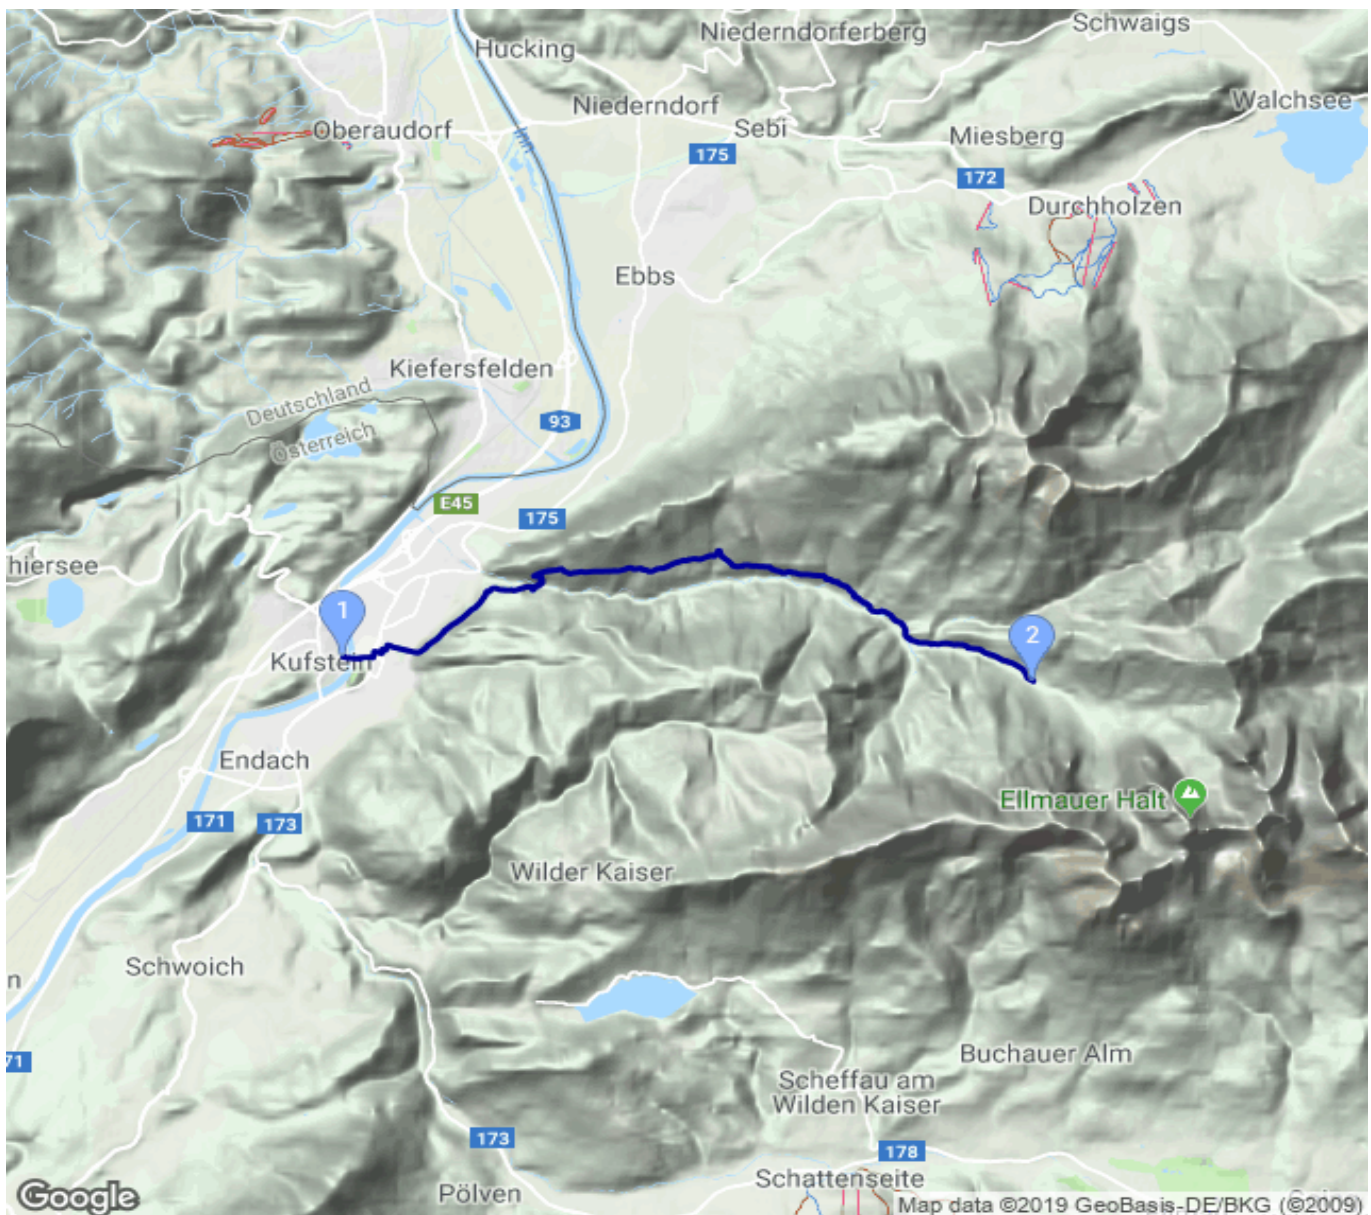 Hucking
Niederndorferberg
Schwaigs
Niederndorf
Walchsee
Oberaudorf
Inn
Sebi
Miesberg
175
172
Durchholzen
Ebbs
Kiefersfelden
Deutschland
Österreich
93
E45
175
hiersee
1
2
Kufstein
Endach
Ellmauer Halt
171
173
Wilder Kaiser
Schwoich
n
71
Buchauer Alm
Scheffau am
Wilden Kaiser
173
178
Schattenseite
Pölven
Google
Map data ©2019 GeoBasis-DE/BKG (©2009)